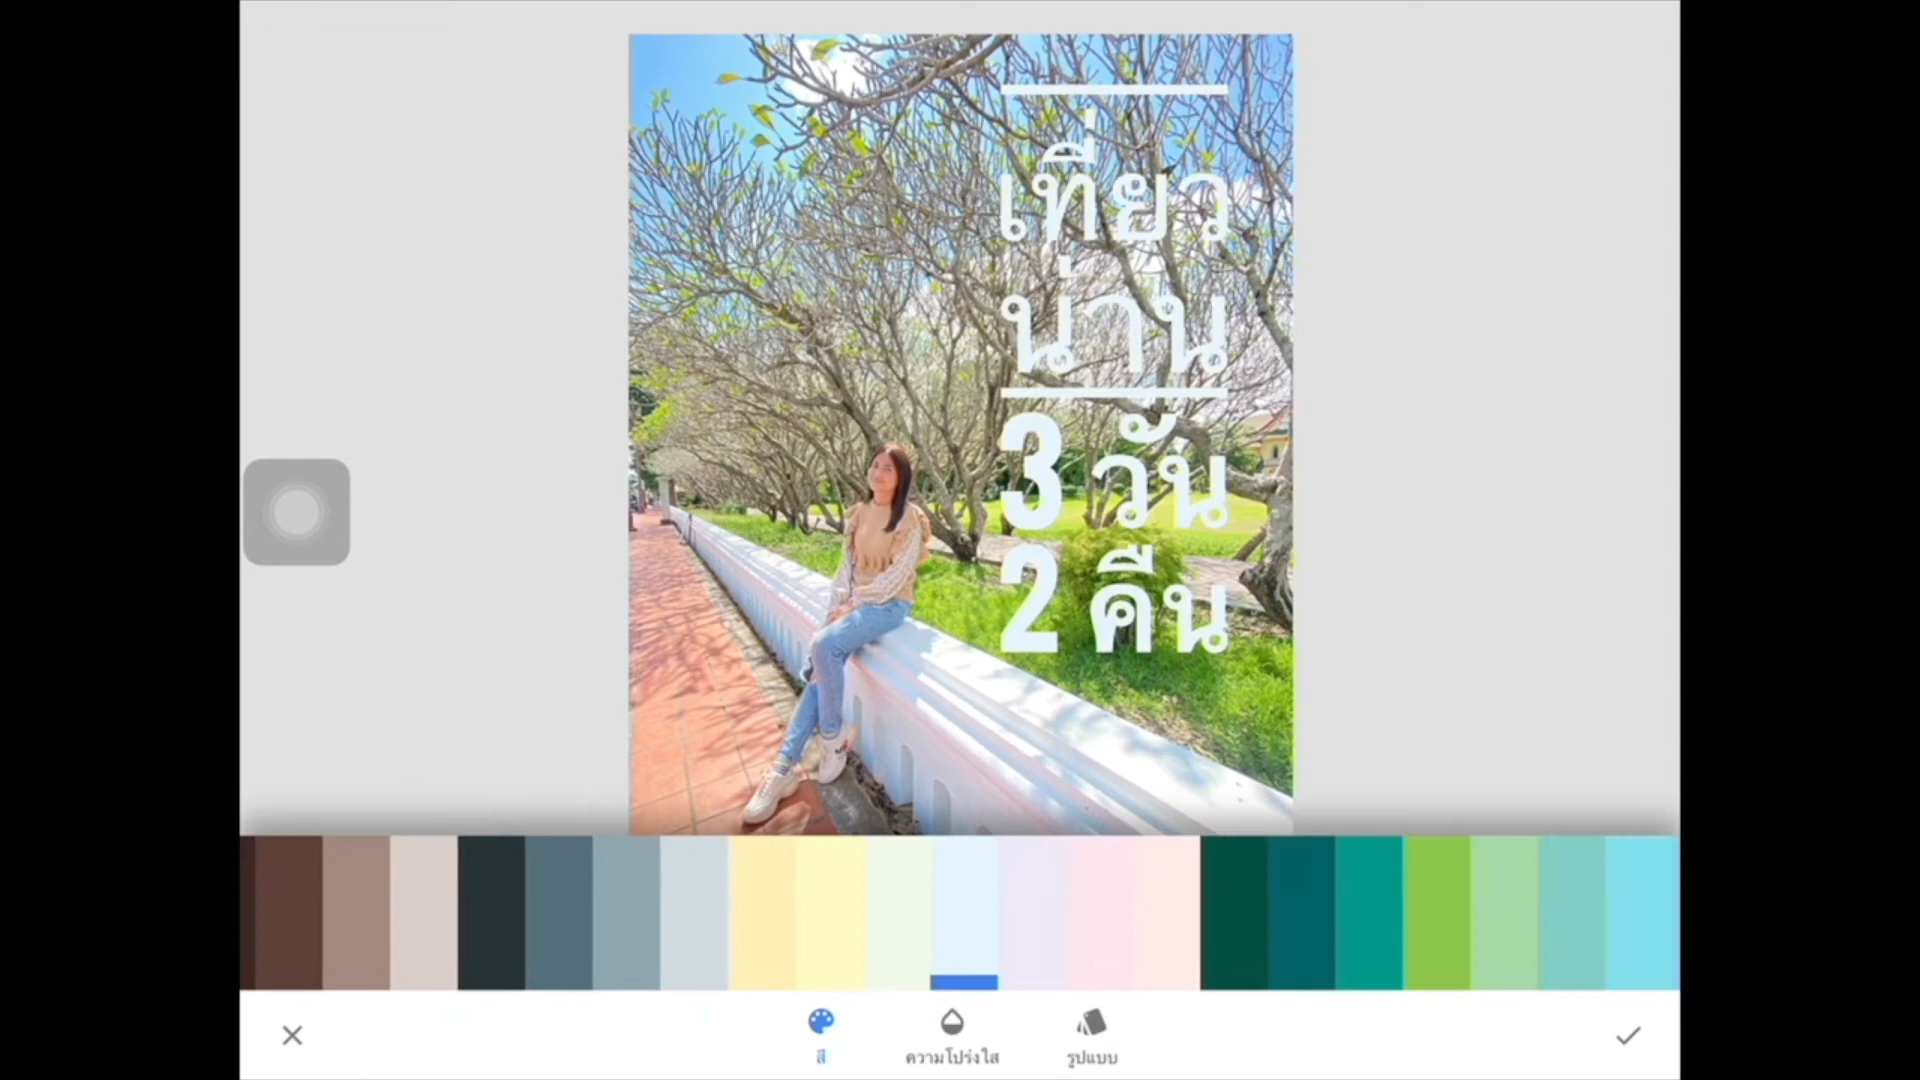 เที่ยว
น่าน
3 วัน
2 คืน
สี
ความโปร่งใส
รูปแบบ